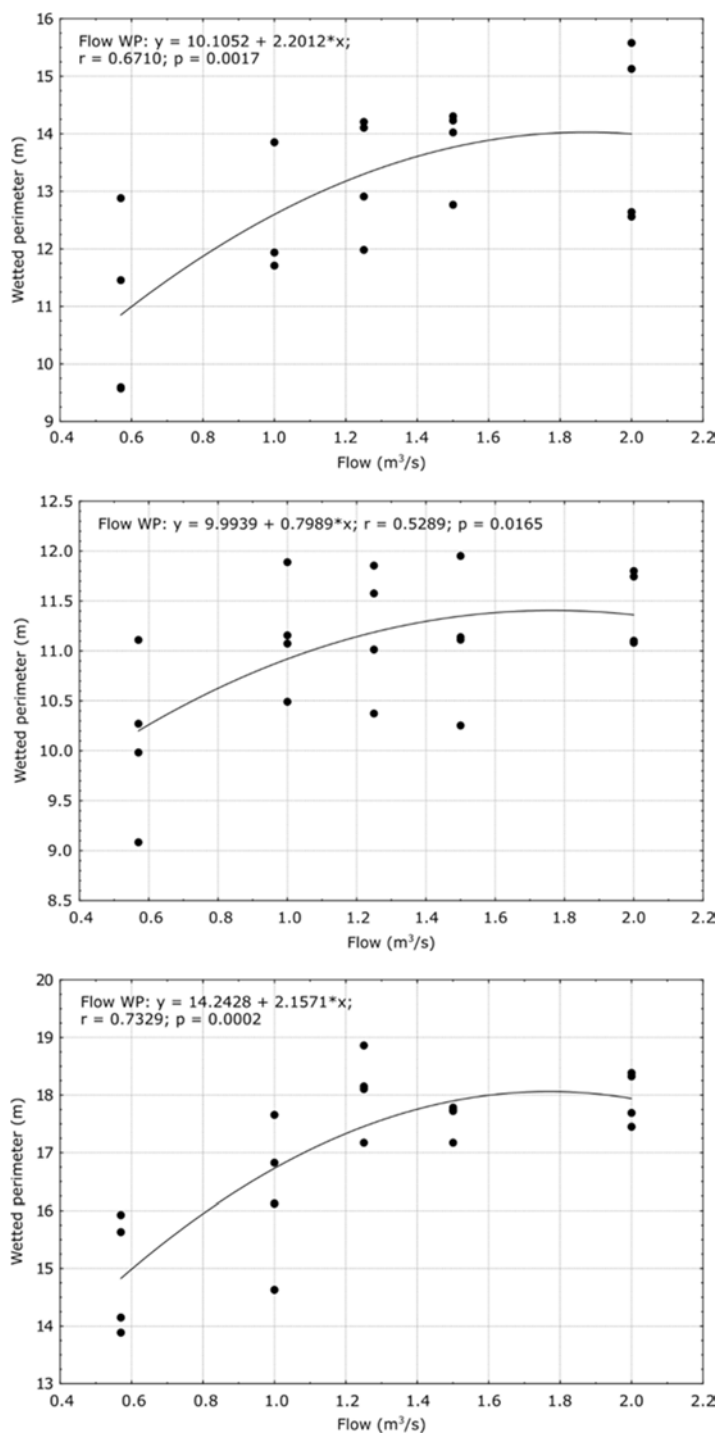 16
Flow WP: y = 10.1052 + 2.2012*x;
r = 0.6710; p = 0.0017
15
14
13
12
11
10
9
Wetted perimeter (m)
0.4 0.6 0.8 1.0 1.2 1.4 1.6 1.8 2.0 2.2
Flow (m³/s)
12.5
Flow WP: y = 9.9939 + 0.7989*x; r = 0.5289; p = 0.0165
12.0
11.5
11.0
10.5
10.0
9.5
9.0
8.5
Wetted perimeter (m)
0.4 0.6 0.8 1.0 1.2 1.4 1.6 1.8 2.0 2.2
Flow (m³/s)
20
Flow WP: y = 14.2428 + 2.1571*x;
r = 0.7329; p = 0.0002
19
18
17
16
15
14
13
Wetted perimeter (m)
0.4 0.6 0.8 1.0 1.2 1.4 1.6 1.8 2.0 2.2
Flow (m³/s)